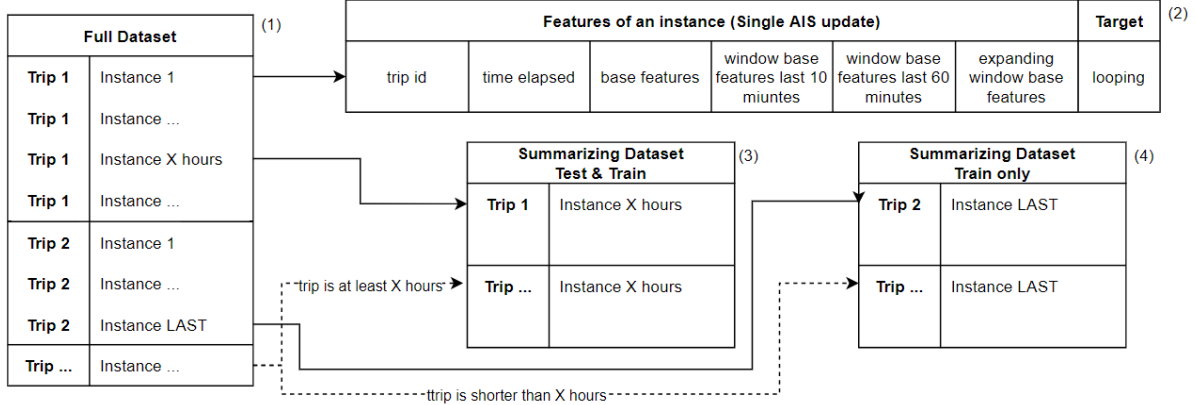 (1)
Full Dataset
Trip 1 Instance 1
Trip 1 Instance ...
Trip 1 Instance X hours
Trip 1 Instance ...
Trip 2 Instance 1
Trip 2 Instance ...
Trip 2 Instance LAST
Trip ... Instance ...
Features of an instance (Single AIS update) Target
(2)
trip id
time elapsed
base features
window base
features last 10
miuntes
window base
features last 60
minutes
expanding
window base
features
looping
Summarizing Dataset
Test & Train
(3)
Trip 1 Instance X hours
Trip ... Instance X hours
Summarizing Dataset
Train only
(4)
Trip 2 Instance LAST
Trip ... Instance LAST
trip is at least X hours
ttrip is shorter than X hours